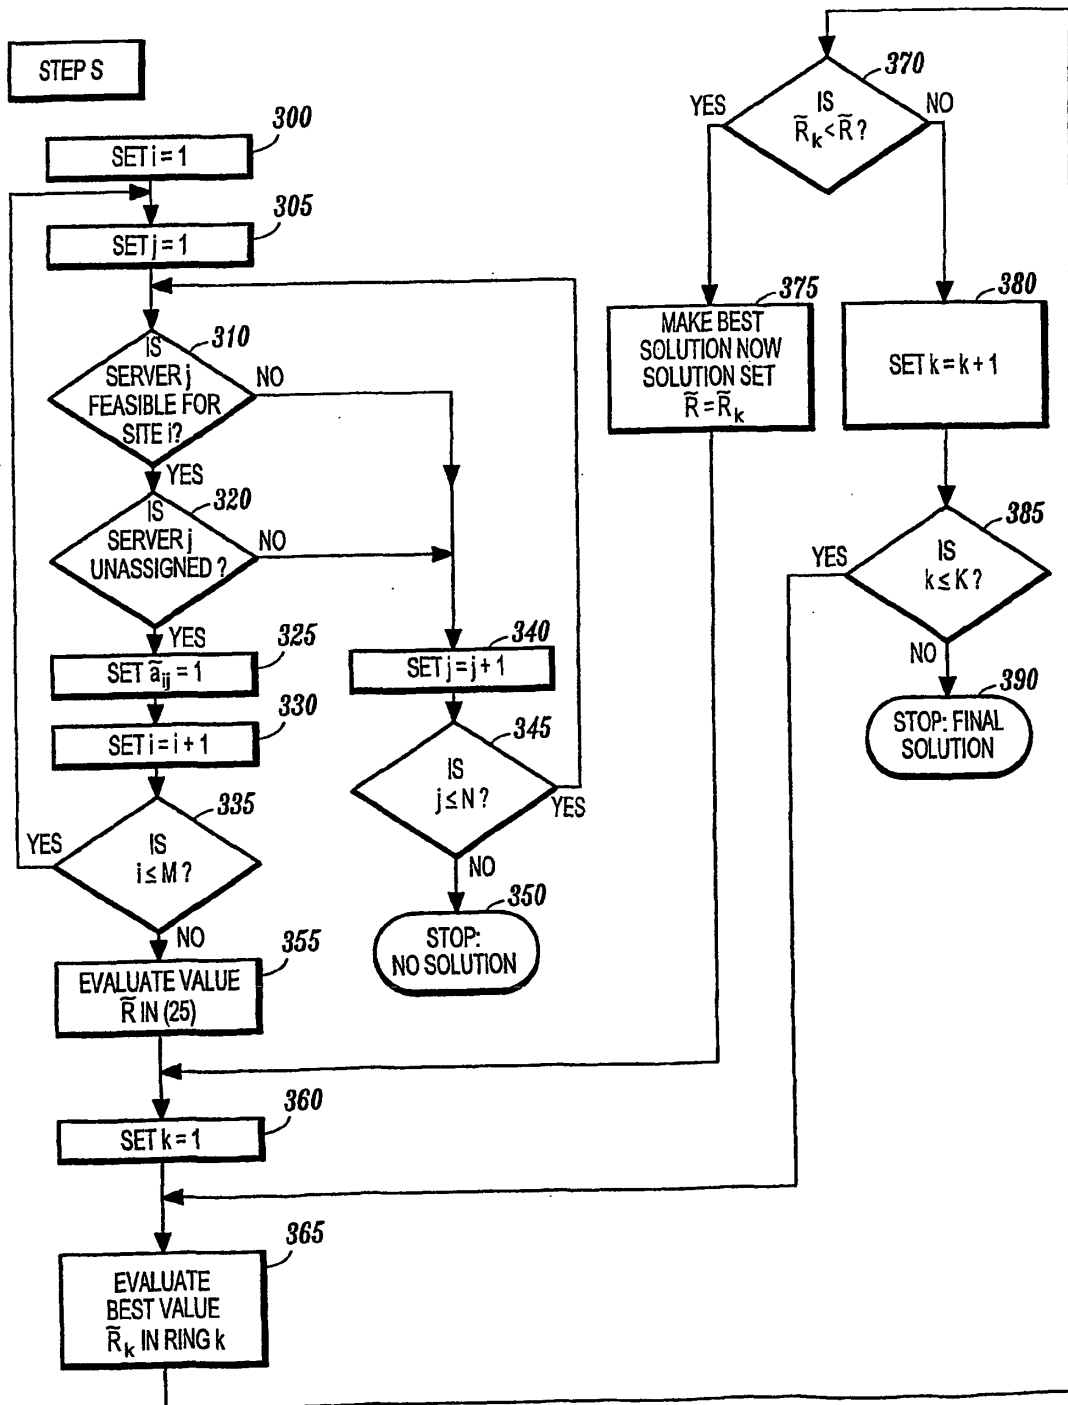 STEP S
300
SET i = 1
305
SET j = 1
310
IS
SERVER j
FEASIBLE FOR
SITE i?
NO
YES
320
IS
SERVER j
UNASSIGNED ?
NO
YES
325
SET ã ij = 1
330
SET i = i + 1
335
IS
i ≤ M ?
YES
NO
340
SET j = j + 1
345
IS
j ≤ N ?
YES
NO
350
STOP:
NO SOLUTION
355
EVALUATE VALUE
R̃ IN (25)
360
SET k = 1
365
EVALUATE
BEST VALUE
R̃ k IN RING k
370
IS
R̃ k < R̃ ?
YES
NO
375
MAKE BEST
SOLUTION NOW
SOLUTION SET
R̃ = R̃ k
380
SET k = k + 1
385
IS
k ≤ K ?
YES
NO
390
STOP: FINAL
SOLUTION